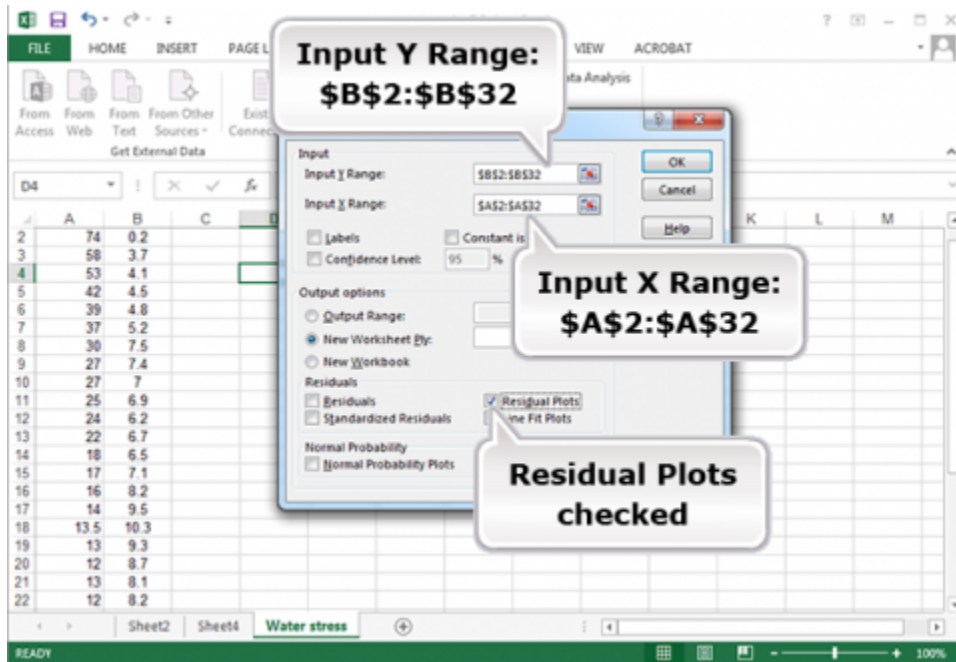 FILE HOME INSERT PAGE L VIEW ACROBAT
Input Y Range:
$B$2:$B$32
ata Analysis
From Access
From Web
From Text
From Other Sources
Exist
Connec
Get External Data
D4
fx
Input
Input Y Range: $B$2:$B$32
Input X Range: $A$2:$A$32
Labels Constant is
Confidence Level: 95 %
Output options
Output Range:
New Worksheet Ply:
New Workbook
Residuals
Residuals Residual Plots
Standardized Residuals ine Fit Plots
Normal Probability
Normal Probability Plots
OK
Cancel
Help
Input X Range:
$A$2:$A$32
Residual Plots
checked
A B C D K L M
2 74 0.2
3 58 3.7
4 53 4.1
5 42 4.5
6 39 4.8
7 37 5.2
8 30 7.5
9 27 7.4
10 27 7
11 25 6.9
12 24 6.2
13 22 6.7
14 18 6.5
15 17 7.1
16 16 8.2
17 14 9.5
18 13.5 10.3
19 13 9.3
20 12 8.7
21 13 8.1
22 12 8.2
Sheet2 Sheet4 Water stress
READY 100%